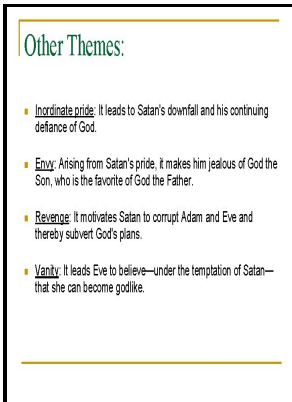 Other Themes:
Inordinate pride: It leads to Satan's downfall and his continuing
defiance of God.
Envy: Arising from Satan's pride, it makes him jealous of God the
Son, who is the favorite of God the Father.
Revenge: It motivates Satan to corrupt Adam and Eve and
thereby subvert God's plans.
Vanity: It leads Eve to believe—under the temptation of Satan—
that she can become godlike.